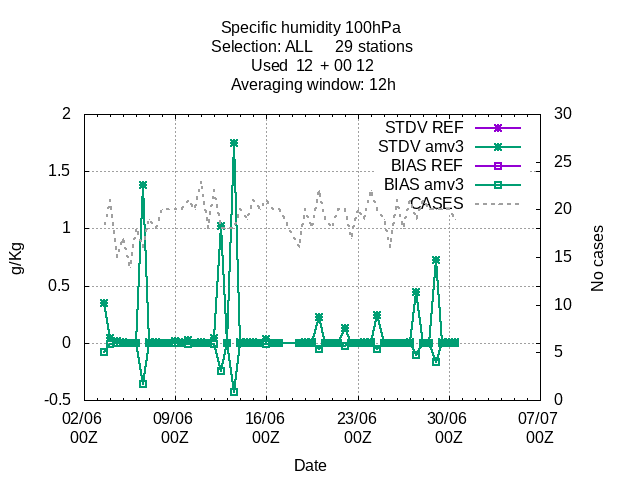 Specific humidity 100hPa
Selection: ALL 29 stations
Used 12 + 00 12
Averaging window: 12h
2 30
STDV REF
STDV amv3
BIAS REF
BIAS amv3
CASES
1.5
1
0.5
0
-0.5
25
20
15
10
5
0
g/Kg
No cases
02/06 09/06 16/06 23/06 30/06 07/07
00Z 00Z 00Z 00Z 00Z 00Z
Date